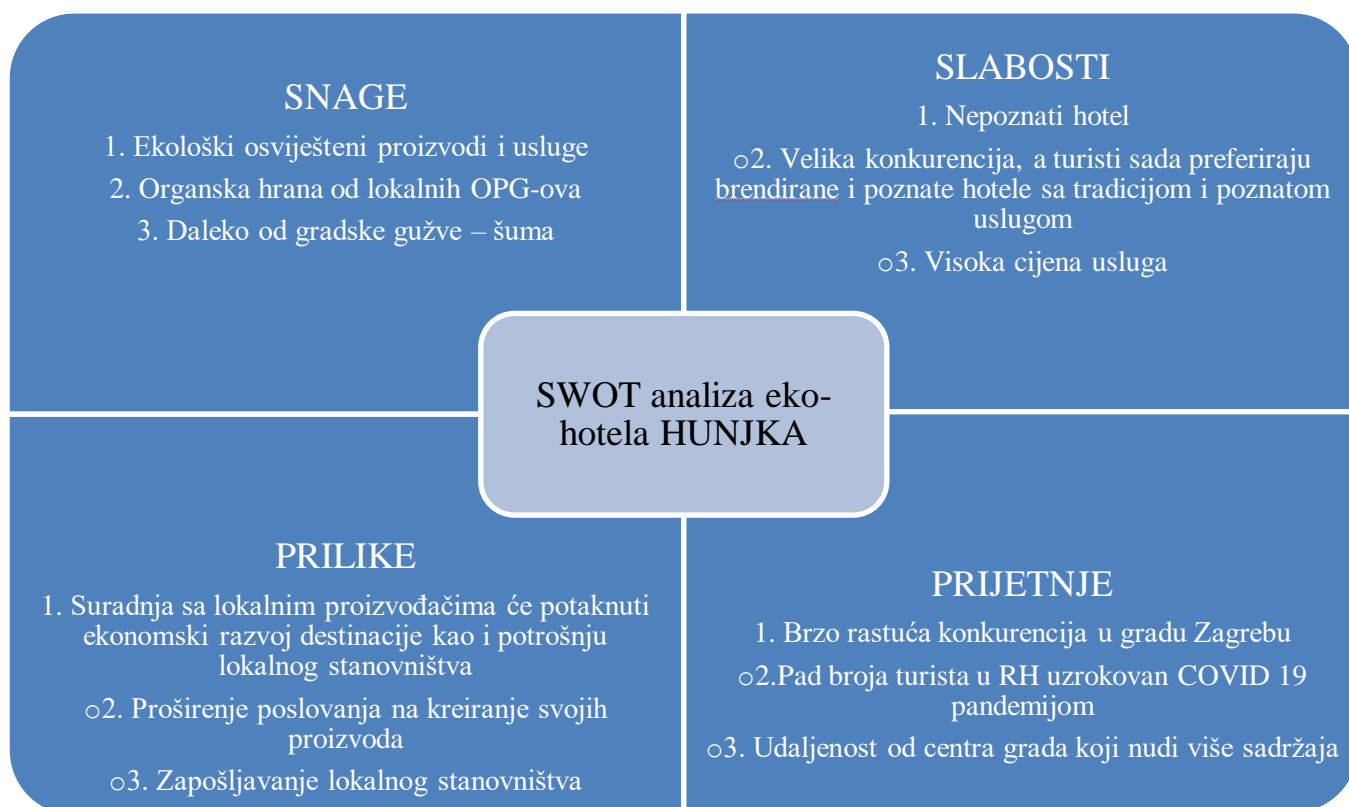 SNAGE
1. Ekološki osviješteni proizvodi i usluge
2. Organska hrana od lokalnih OPG-ova
3. Daleko od gradske gužve – šuma
SLABOSTI
1. Nepoznati hotel
o2. Velika konkurencija, a turisti sada preferiraju
brendirane i poznate hotele sa tradicijom i poznatom
uslugom
o3. Visoka cijena usluga
SWOT analiza eko-
hotela HUNJKA
PRILIKE
1. Suradnja sa lokalnim proizvođačima će potaknuti
ekonomski razvoj destinacije kao i potrošnju
lokalnog stanovništva
o2. Proširenje poslovanja na kreiranje svojih
proizvoda
o3. Zapošljavanje lokalnog stanovništva
PRIJETNJE
1. Brzo rastuća konkurencija u gradu Zagrebu
o2.Pad broja turista u RH uzrokovan COVID 19
pandemijom
o3. Udaljenost od centra grada koji nudi više sadržaja